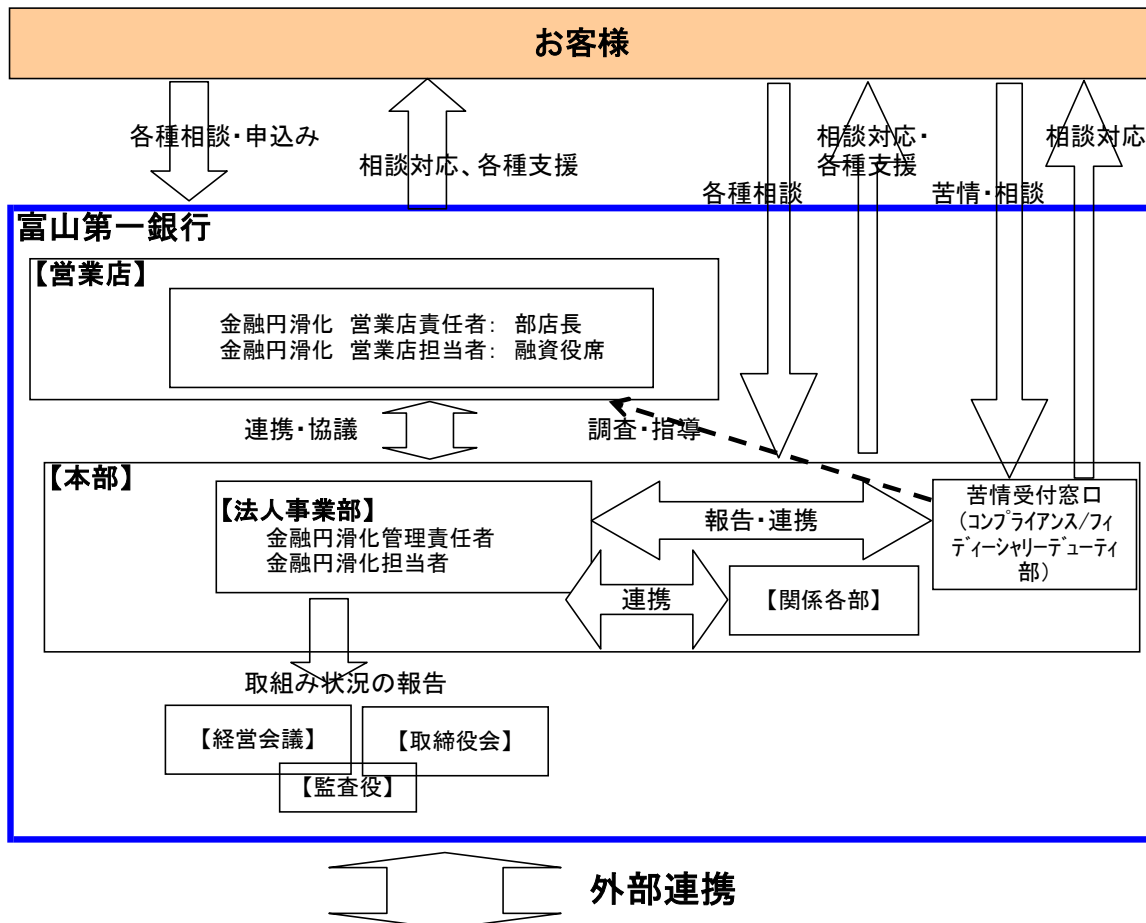 お客様
各種相談・申込み
相談対応、各種支援
各種相談
相談対応・
各種支援
苦情・相談
相談対応
富山第一銀行
【営業店】
金融円滑化 営業店責任者： 部店長
金融円滑化 営業店担当者： 融資役席
連携・協議
調査・指導
【本部】
【法人事業部】
金融円滑化管理責任者
金融円滑化担当者
報告・連携
苦情受付窓口
（コンプライアンス/フィ
デューシャリーデューティ
部）
連携
【関係各部】
取組み状況の報告
【経営会議】
【取締役会】
【監査役】
外部連携